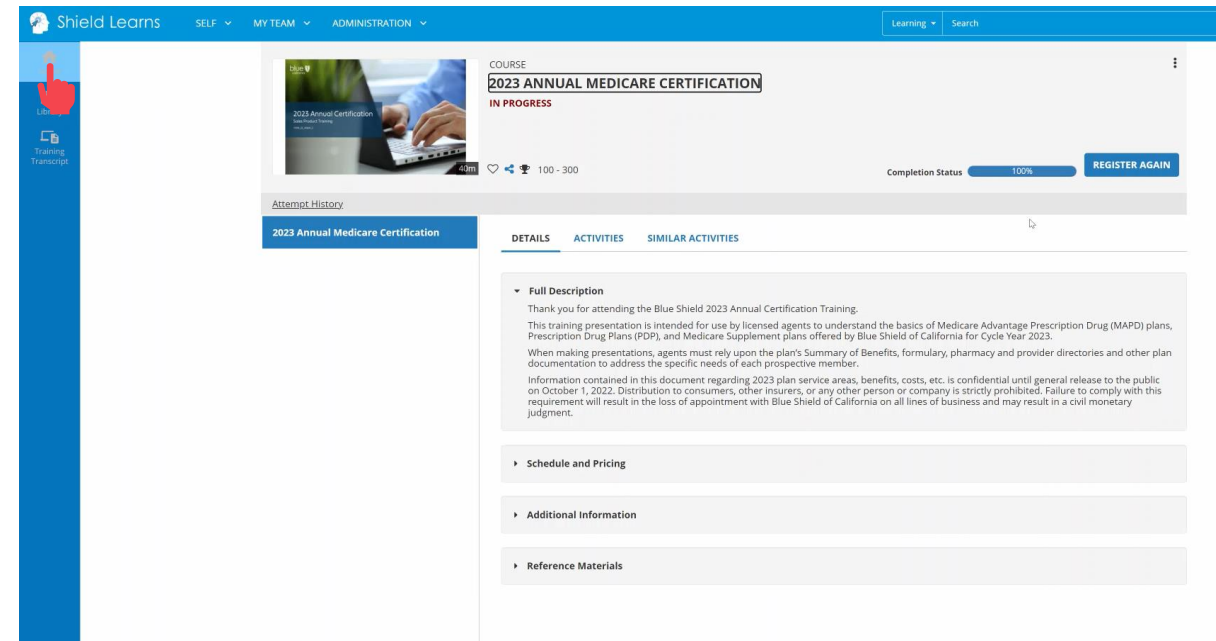 Shield Learns
SELF
MY TEAM
ADMINISTRATION
Learning
Search
Training
Transcript
blue
2023 Annual Certification
40m
COURSE
2023 ANNUAL MEDICARE CERTIFICATION
IN PROGRESS
100 - 300
Completion Status
100%
REGISTER AGAIN
Attempt History
2023 Annual Medicare Certification
DETAILS
ACTIVITIES
SIMILAR ACTIVITIES
Full Description
Thank you for attending the Blue Shield 2023 Annual Certification Training.
This training presentation is intended for use by licensed agents to understand the basics of Medicare Advantage Prescription Drug (MAPD) plans,
Prescription Drug Plans (PDP), and Medicare Supplement plans offered by Blue Shield of California for Cycle Year 2023.
When making presentations, agents must rely upon the plan's Summary of Benefits, formulary, pharmacy and provider directories and other plan
documentation to address the specific needs of each prospective member.
Information contained in this document regarding 2023 plan service areas, benefits, costs, etc. is confidential until general release to the public
on October 1, 2022. Distribution to consumers, other insurers, or any other person or company is strictly prohibited. Failure to comply with this
requirement will result in the loss of appointment with Blue Shield of California on all lines of business and may result in a civil monetary
judgment.
Schedule and Pricing
Additional Information
Reference Materials